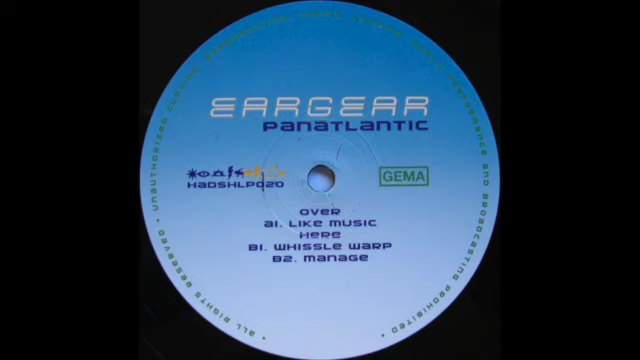 EARGEAR
PANATLANTIC
HADSHLP020
GEMA
OVER
A1. LIKE MUSIC
HERE
B1. WHISSLE WARP
B2. MANAGE
• ALL RIGHTS RESERVED • UNAUTHORIZED COPYING, REPRODUCTION, HIRING, LENDING, PUBLIC PERFORMANCE AND BROADCASTING PROHIBITED •